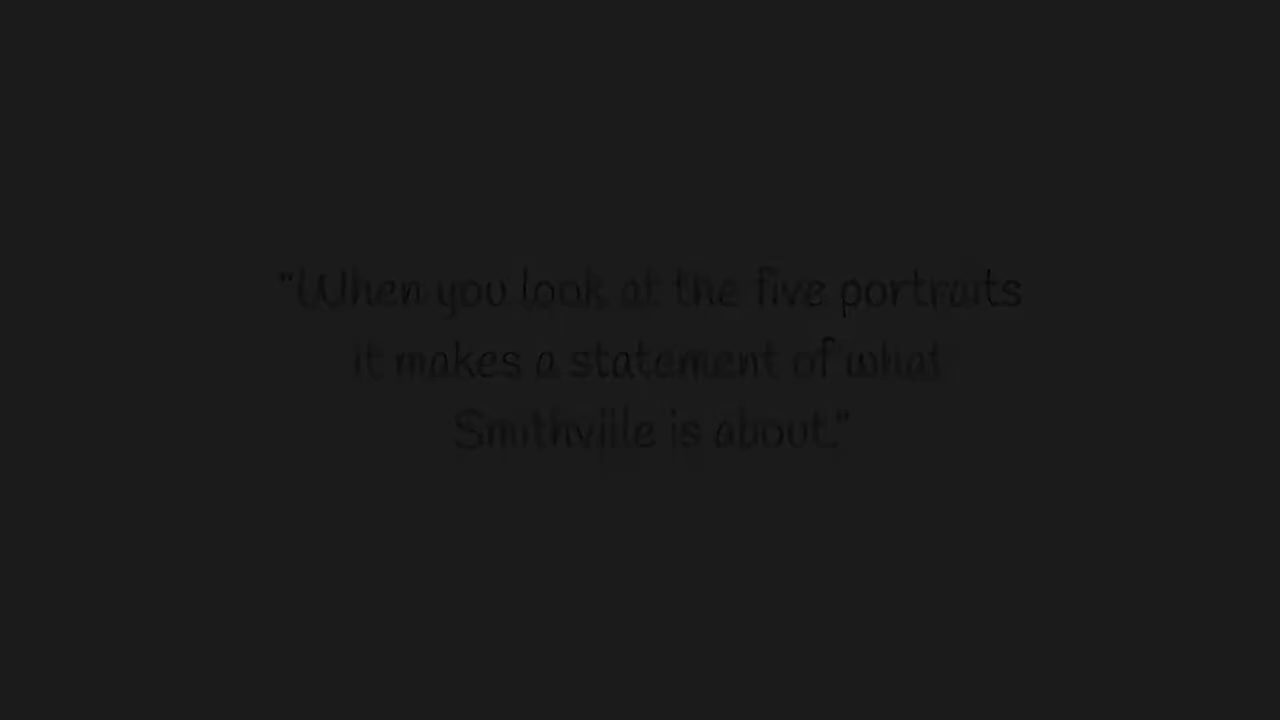 "When you look at the five portraits
it makes a statement of what
Smithville is about."